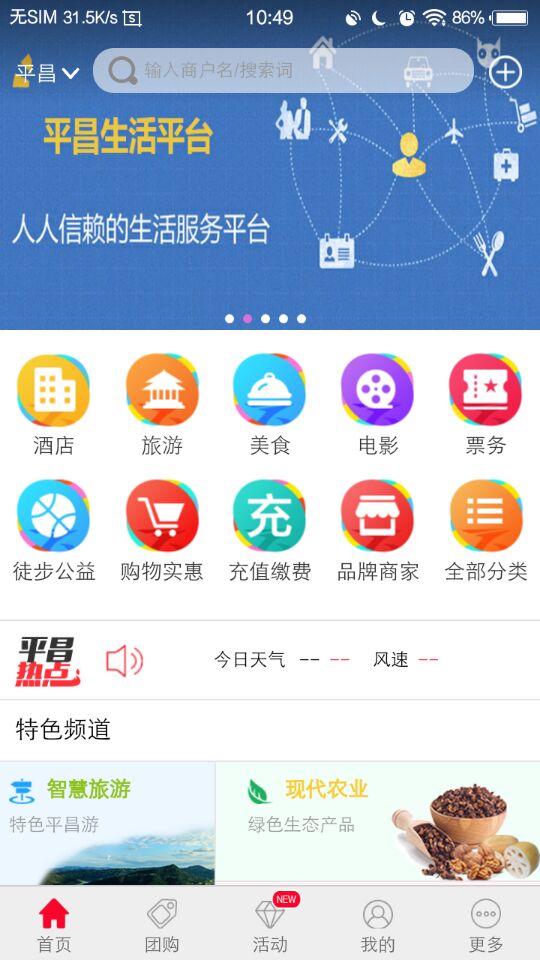 无SIM 31.5K/s S 10:49 86%
平昌 输入商户名/搜索词
平昌生活平台
人人信赖的生活服务平台
酒店 旅游 美食 电影 票务
充
徒步公益 购物实惠 充值缴费 品牌商家 全部分类
平昌
热点
今日天气 -- -- 风速 --
特色频道
智慧旅游 现代农业
特色平昌游 绿色生态产品
NEW
首页 团购 活动 我的 更多